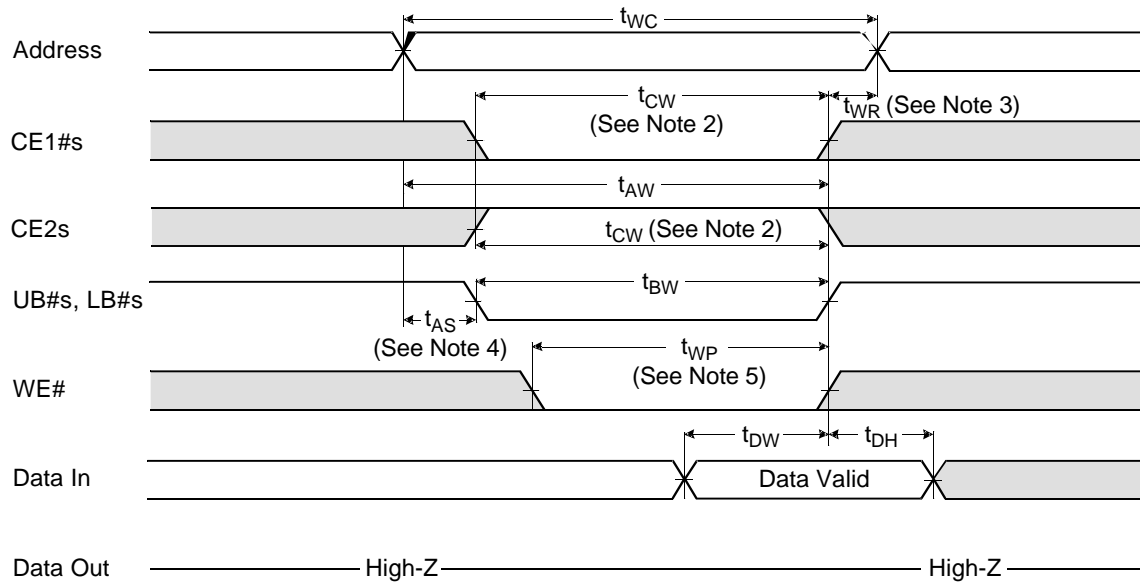 tWC
Address
tCW
(See Note 2)
tWR (See Note 3)
CE1#s
tAW
CE2s
tCW (See Note 2)
tBW
UB#s, LB#s
tAS
(See Note 4)
tWP
(See Note 5)
WE#
tDW
tDH
Data In
Data Valid
Data Out
High-Z
High-Z